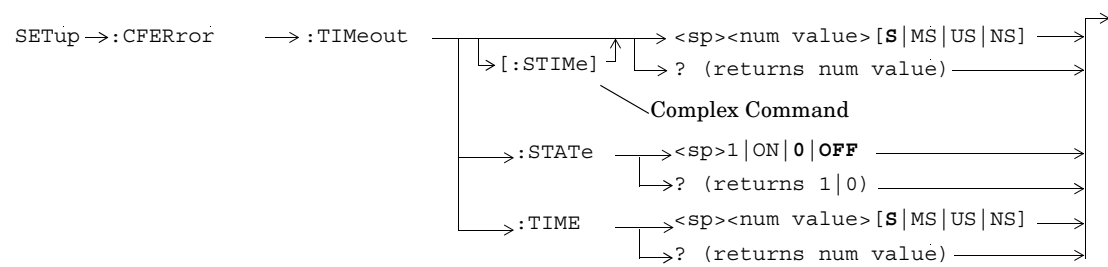 SETup :CFERror :TIMeout <sp><num value>[S|MS|US|NS]
[:STIMe] ? (returns num value)
Complex Command
:STATe <sp>1|ON|0|OFF
? (returns 1|0)
:TIME <sp><num value>[S|MS|US|NS]
? (returns num value)